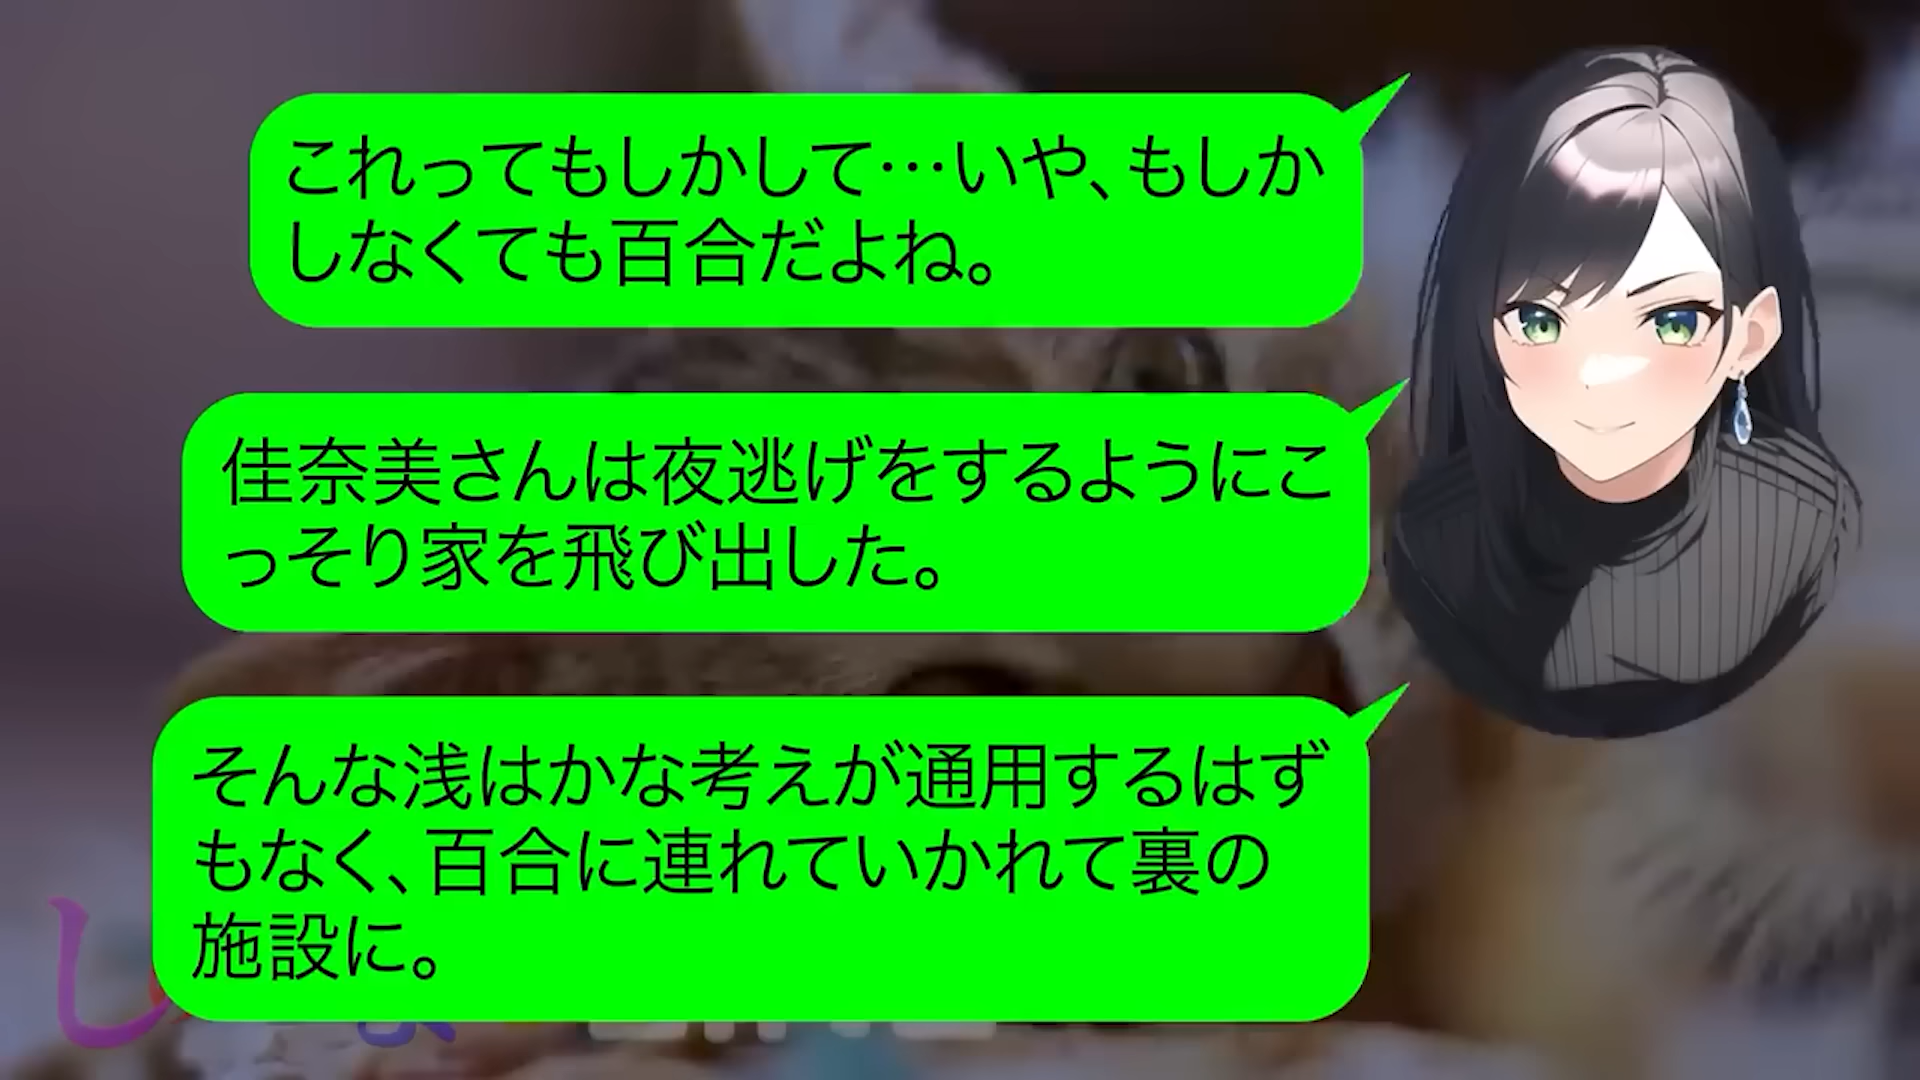 これってもしかして…いや、もしか
しなくても百合だよね。
佳奈美さんは夜逃げをするようにこ
っそり家を飛び出した。
そんな浅はかな考えが通用するはず
もなく、百合に連れていかれて裏の
施設に。
し